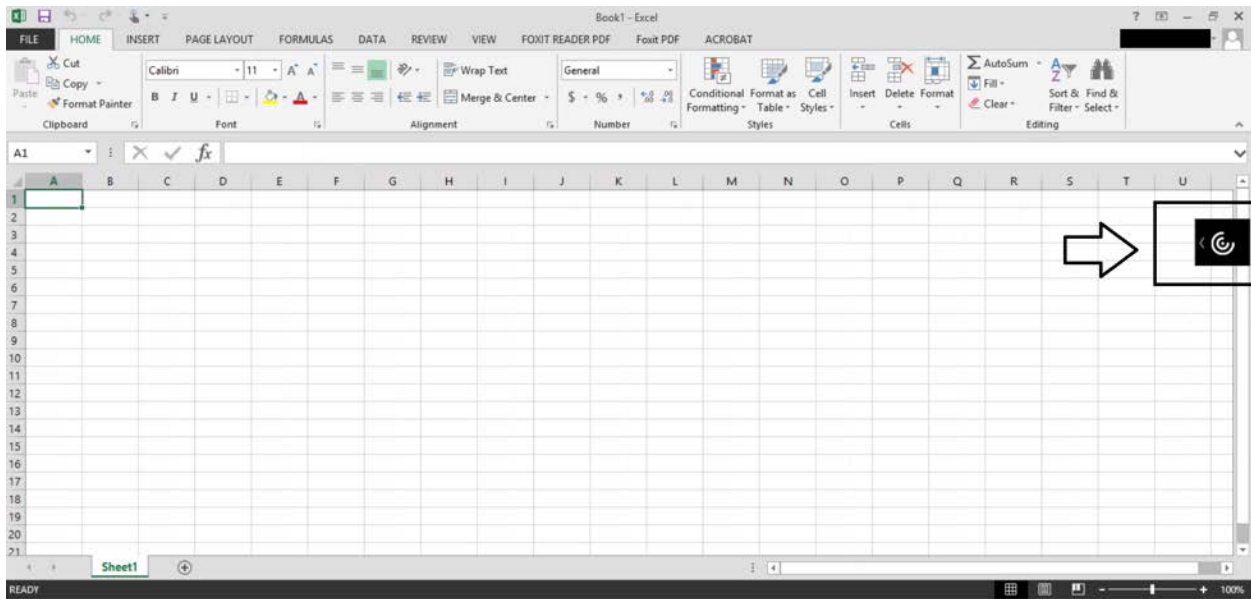 Book1 - Excel ?
FILE HOME INSERT PAGE LAYOUT FORMULAS DATA REVIEW VIEW FOXIT READER PDF Foxit PDF ACROBAT
Paste
Cut
Copy
Format Painter
Clipboard
Calibri 11 A A
B I U A
Font
Wrap Text
Merge & Center
Alignment
General
$ % , .0 .00 .00 .0
Number
Conditional Formatting
Format as Table
Cell Styles
Styles
Insert Delete Format
Cells
AutoSum
Fill
Clear
Sort & Filter
Find & Select
Editing
A1 fx
A B C D E F G H I J K L M N O P Q R S T U
1
2
3
4
5
6
7
8
9
10
11
12
13
14
15
16
17
18
19
20
21
Sheet1
READY 100%